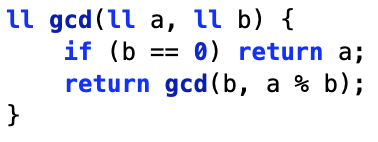 ll gcd(ll a, ll b) {
    if (b == 0) return a;
    return gcd(b, a % b);
}